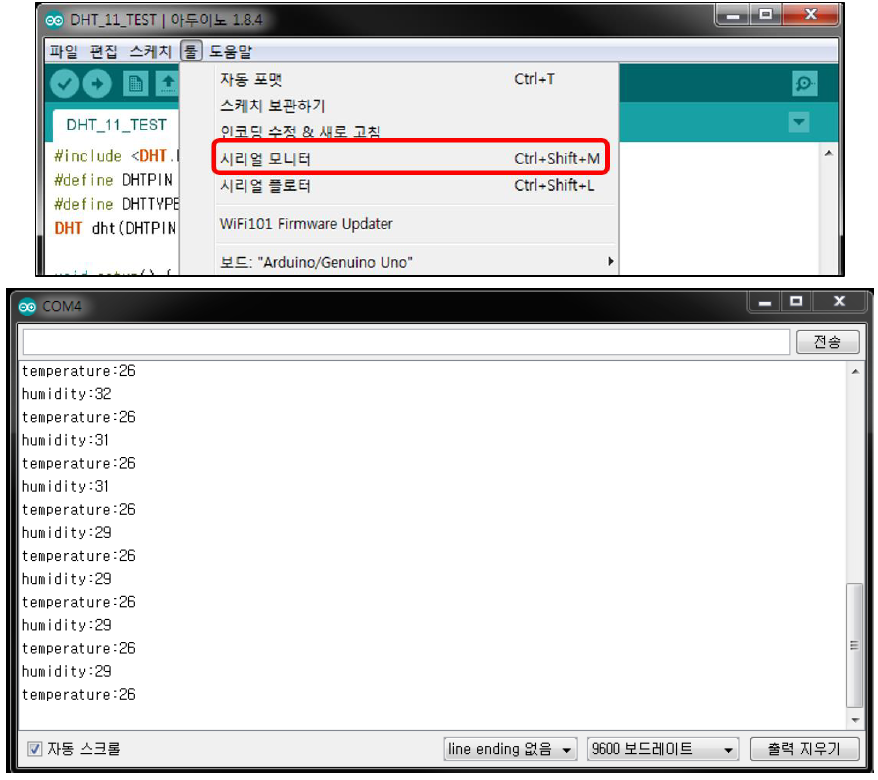 DHT_11_TEST | 아두이노 1.8.4
파일 편집 스케치 툴 도움말
자동 포맷 Ctrl+T
스케치 보관하기
인코딩 수정 & 새로 고침
시리얼 모니터 Ctrl+Shift+M
시리얼 플로터 Ctrl+Shift+L
WiFi101 Firmware Updater
보드: "Arduino/Genuino Uno"
DHT_11_TEST
#include <DHT.
#define DHTPIN
#define DHTTYPE
DHT dht(DHTPIN
void setup() {
COM4
전송
temperature:26
humidity:32
temperature:26
humidity:31
temperature:26
humidity:31
temperature:26
humidity:29
temperature:26
humidity:29
temperature:26
humidity:29
temperature:26
humidity:29
temperature:26
자동 스크롤 line ending 없음 9600 보드레이트 출력 지우기